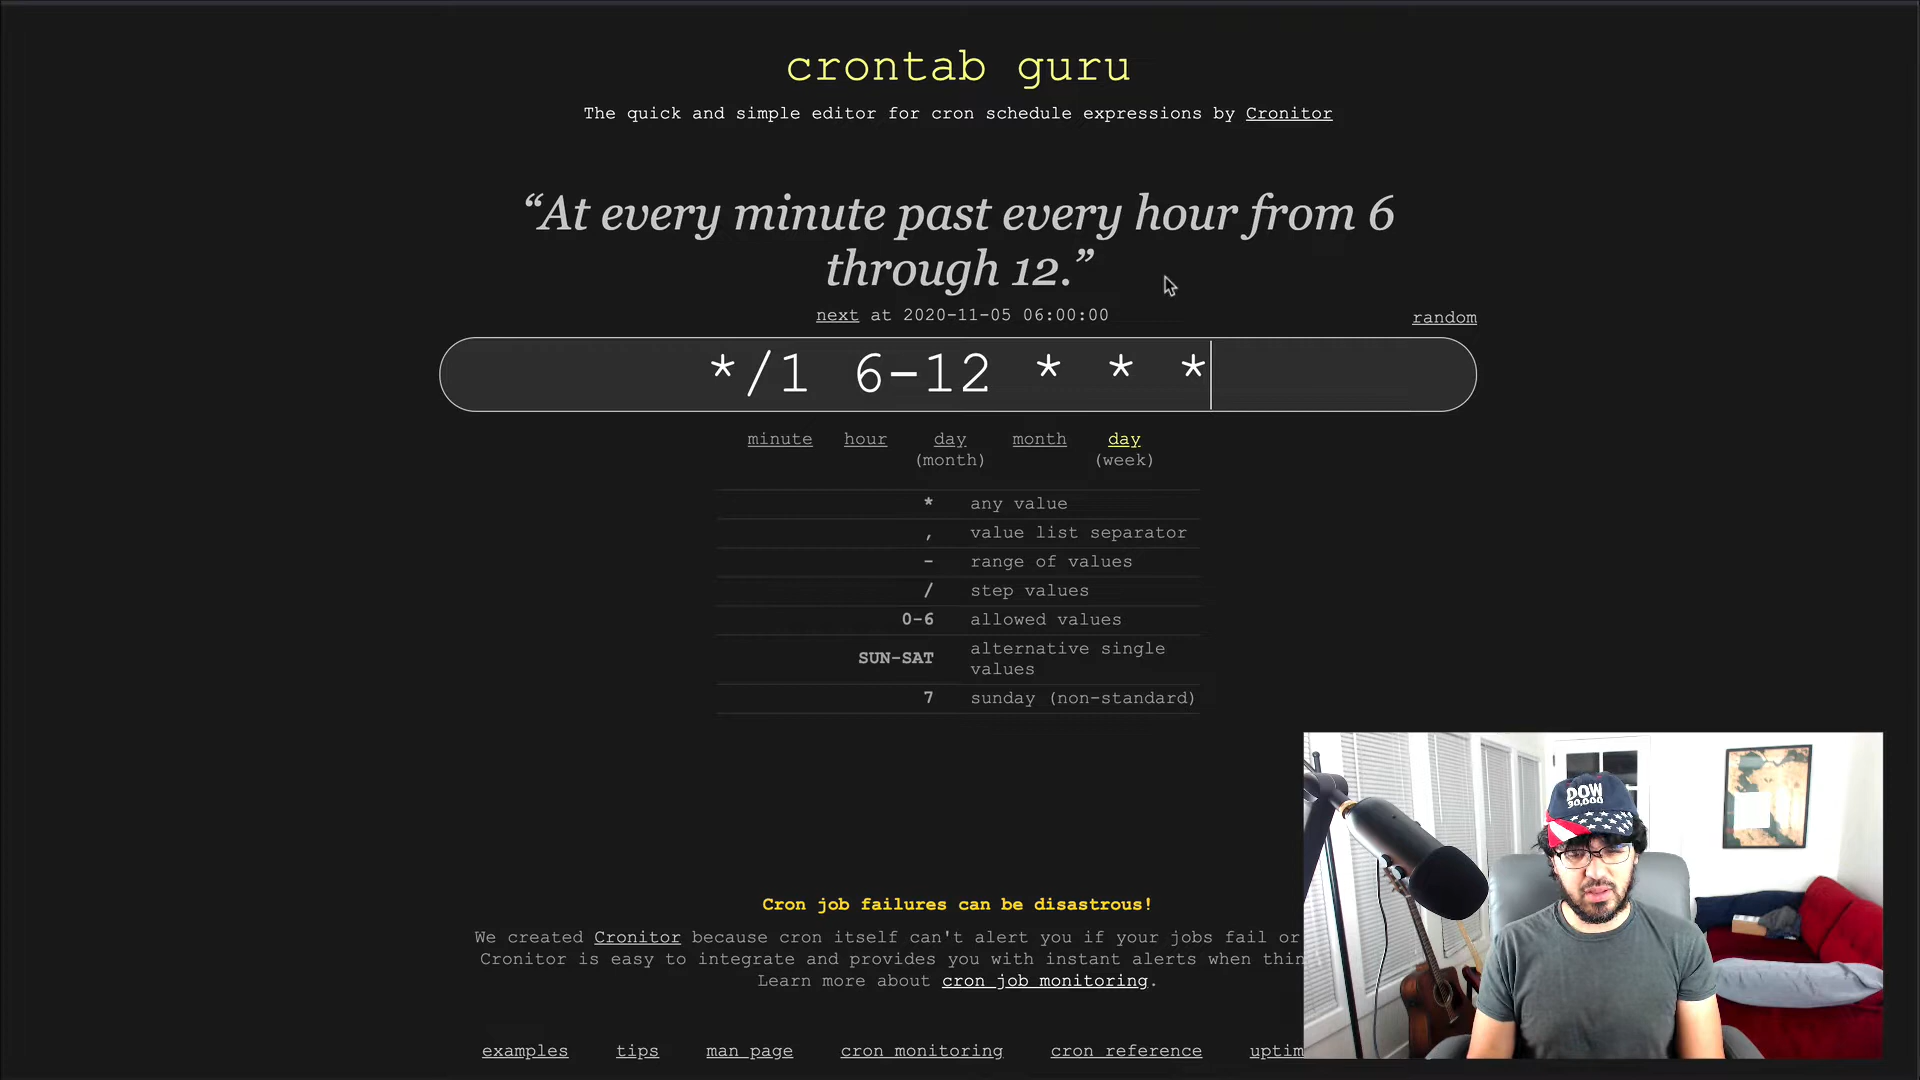 crontab guru
The quick and simple editor for cron schedule expressions by Cronitor
“At every minute past every hour from 6
through 12.”
next at 2020-11-05 06:00:00
random
*/1 6-12 * * *
minute hour day month day
(month) (week)
* any value
, value list separator
- range of values
/ step values
0-6 allowed values
SUN-SAT alternative single
values
7 sunday (non-standard)
DOW
30,000
Cron job failures can be disastrous!
We created Cronitor because cron itself can't alert you if your jobs fail or
Cronitor is easy to integrate and provides you with instant alerts when thin
Learn more about cron job monitoring.
examples tips man page cron monitoring cron reference uptim